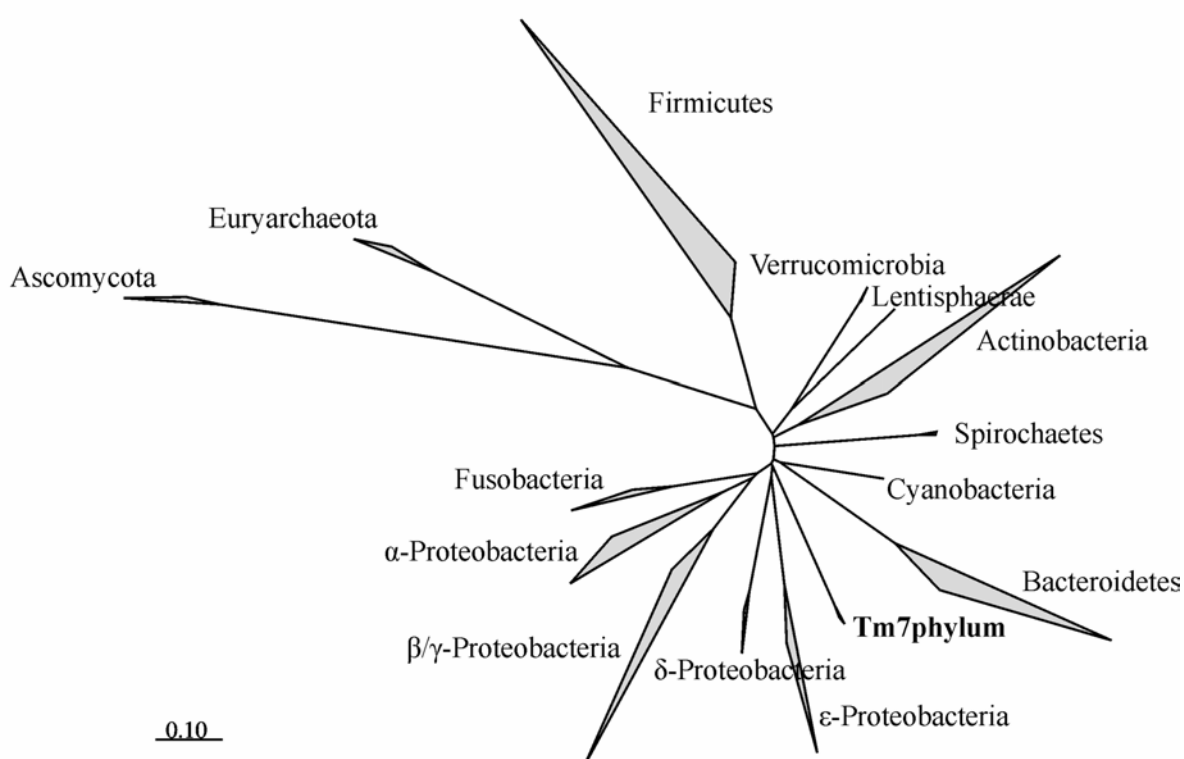 Firmicutes
Euryarchaeota
Ascomycota
Verrucomicrobia
Lentisphaerae
Actinobacteria
Spirochaetes
Fusobacteria
Cyanobacteria
α-Proteobacteria
Bacteroidetes
Tm7phylum
β/γ-Proteobacteria
δ-Proteobacteria
ε-Proteobacteria
0.10